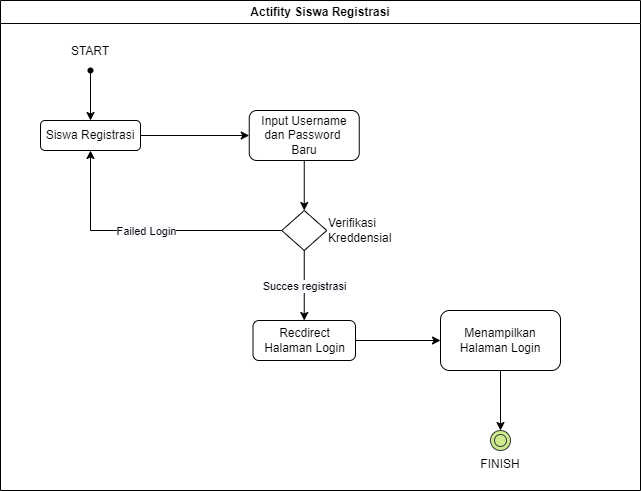 Actifity Siswa Registrasi
START
Siswa Registrasi
Input Username
dan Password
Baru
Verifikasi
Kreddensial
Failed Login
Succes registrasi
Recdirect
Halaman Login
Menampilkan
Halaman Login
FINISH